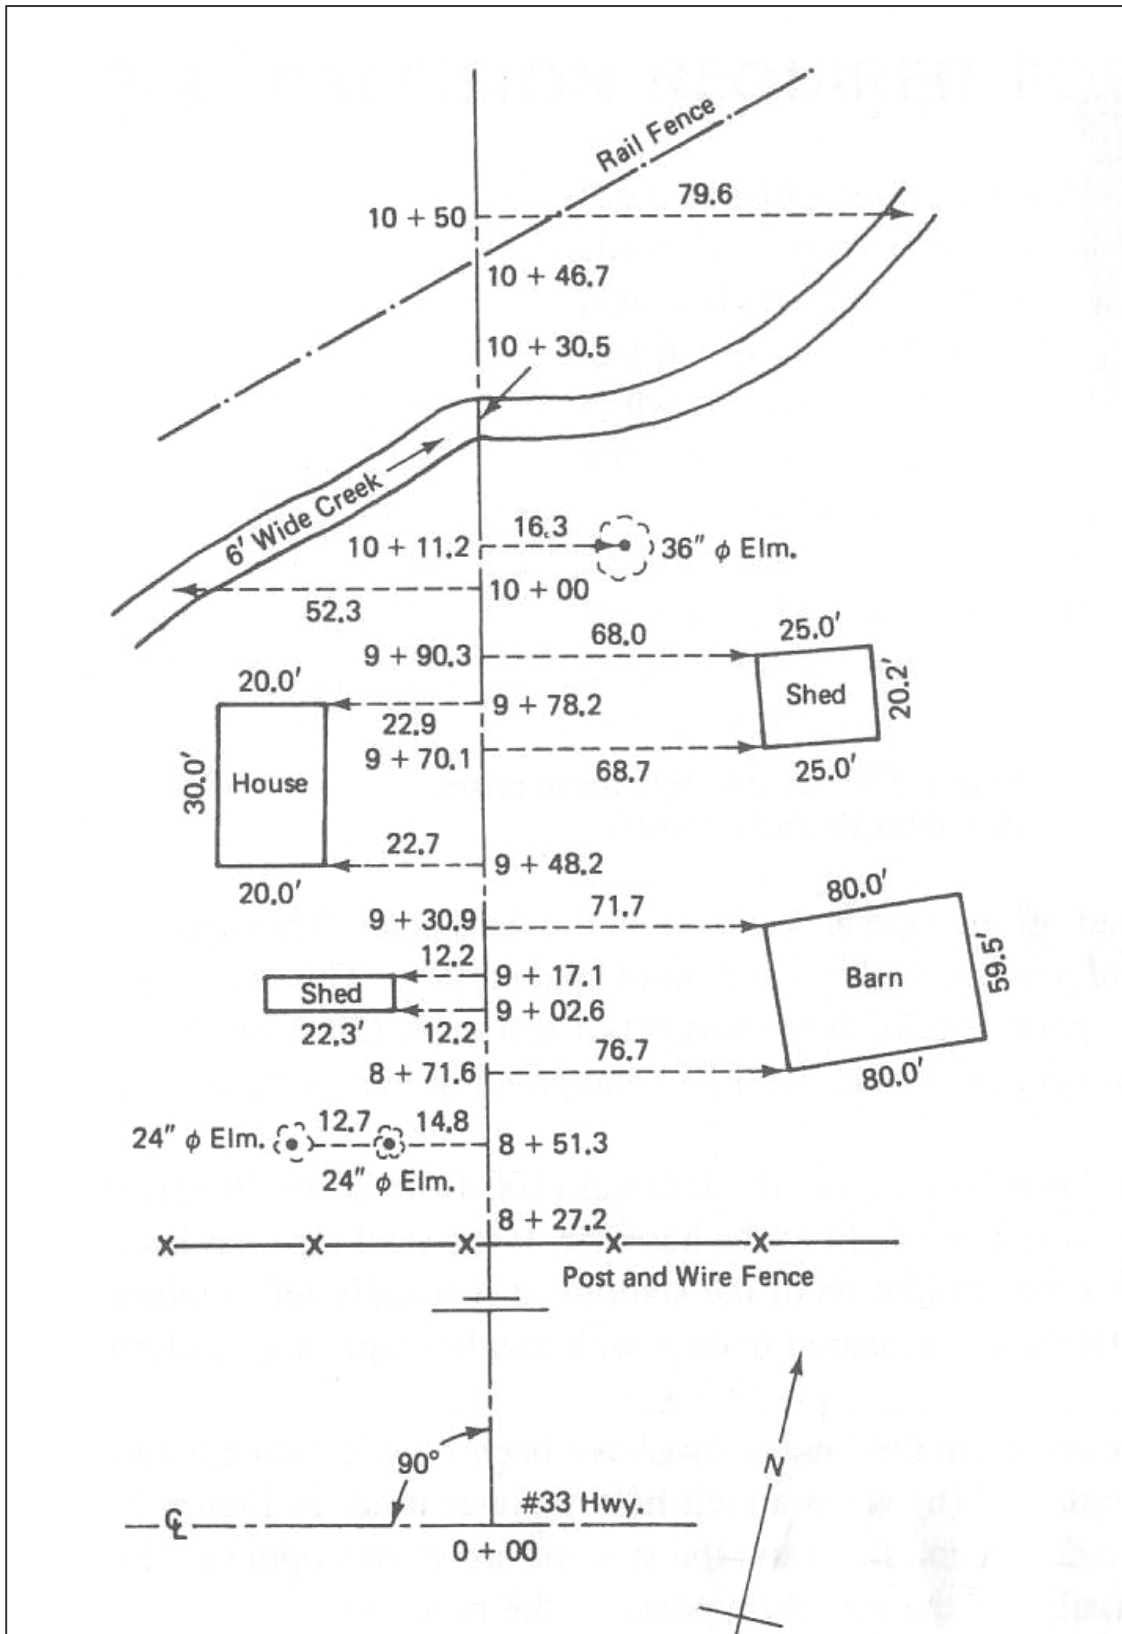 Rail Fence
79.6
10 + 50
10 + 46.7
10 + 30.5
6' Wide Creek
16.3
10 + 11.2
36" ϕ Elm.
10 + 00
52.3
68.0
25.0'
9 + 90.3
20.0'
Shed
20.2'
22.9
9 + 78.2
9 + 70.1
68.7
25.0'
30.0'
House
22.7
9 + 48.2
20.0'
80.0'
9 + 30.9
71.7
12.2
9 + 17.1
Shed
Barn
59.5'
9 + 02.6
22.3'
12.2
76.7
8 + 71.6
80.0'
12.7
14.8
24" ϕ Elm.
8 + 51.3
24" ϕ Elm.
8 + 27.2
X X X X X
Post and Wire Fence
90°
N
#33 Hwy.
℄
0 + 00